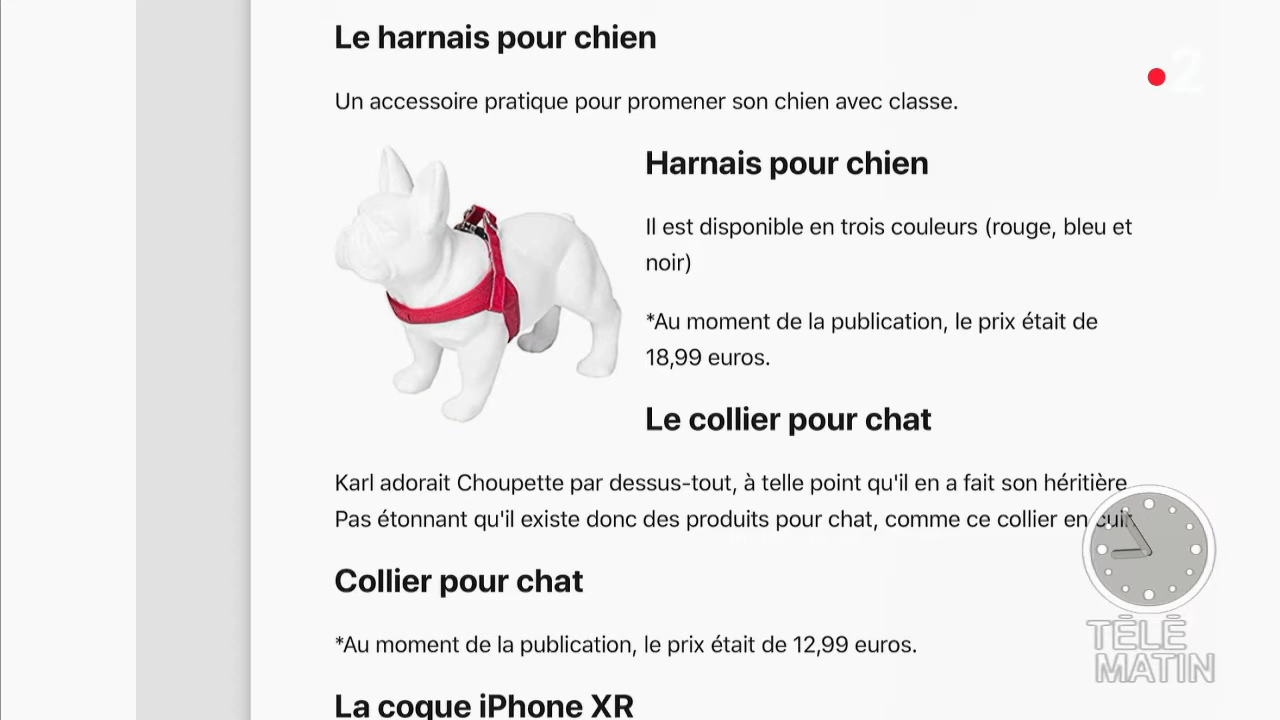 Le harnais pour chien
2
Un accessoire pratique pour promener son chien avec classe.
Harnais pour chien
Il est disponible en trois couleurs (rouge, bleu et
noir)
*Au moment de la publication, le prix était de
18,99 euros.
Le collier pour chat
Karl adorait Choupette par dessus-tout, à telle point qu'il en a fait son héritière.
Pas étonnant qu'il existe donc des produits pour chat, comme ce collier en cuir.
Collier pour chat
TÉLÉ
MATIN
*Au moment de la publication, le prix était de 12,99 euros.
La coque iPhone XR